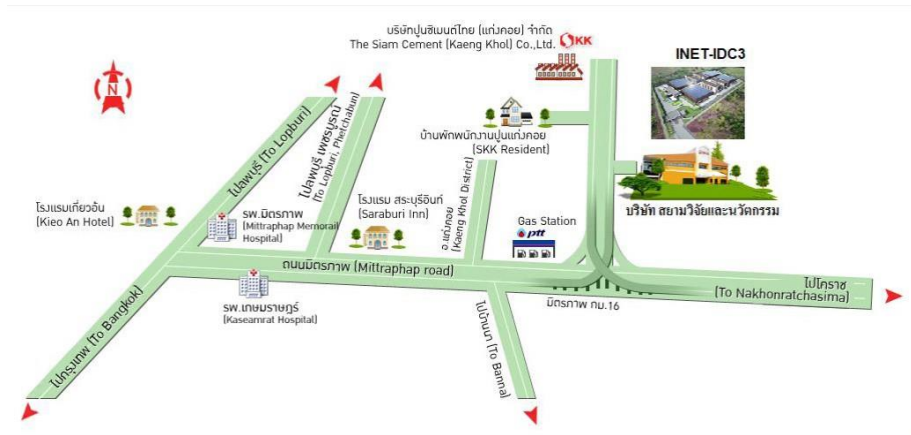 บริษัทปูนซิเมนต์ไทย (แก่งคอย) จำกัด
The Siam Cement (Kaeng Khol) Co.,Ltd.
SKK
INET-IDC3
N
ไปลพบุรี (To Lopburi)
ไปลพบุรี เพชรบูรณ์
(To Lopburi, Phetchabun)
บ้านพักพนักงานปูนแก่งคอย
(SKK Resident)
บริษัท สยามวิจัยและนวัตกรรม
โรงแรมเกี่ยวอัน
(Kieo An Hotel)
รพ.มิตรภาพ
(Mittraphap Memorail
Hospital)
โรงแรม สระบุรีอินท์
(Saraburi Inn)
อ.แก่งคอย
(Kaeng Khol District)
Gas Station
ptt
ถนนมิตรภาพ (Mittraphap road)
ไปโคราช
(To Nakhonratchasima)
มิตรภาพ กม.16
รพ.เกษมราษฎร์
(Kasemrat Hospital)
ไปบ้านนา (To Banna)
ไปกรุงเทพ (To Bangkok)